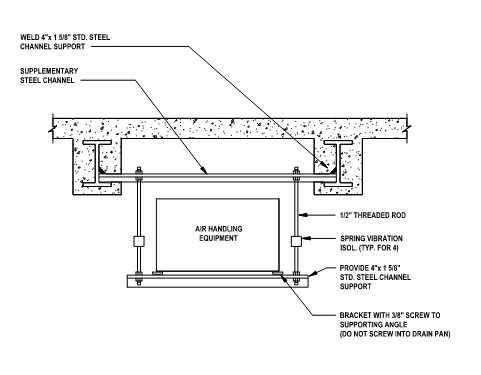 WELD 4"x 1 5/8" STD. STEEL
CHANNEL SUPPORT
SUPPLEMENTARY
STEEL CHANNEL
AIR HANDLING
EQUIPMENT
1/2" THREADED ROD
SPRING VIBRATION
ISOL. (TYP. FOR 4)
PROVIDE 4"x 1 5/8"
STD. STEEL CHANNEL
SUPPORT
BRACKET WITH 3/8" SCREW TO
SUPPORTING ANGLE
(DO NOT SCREW INTO DRAIN PAN)